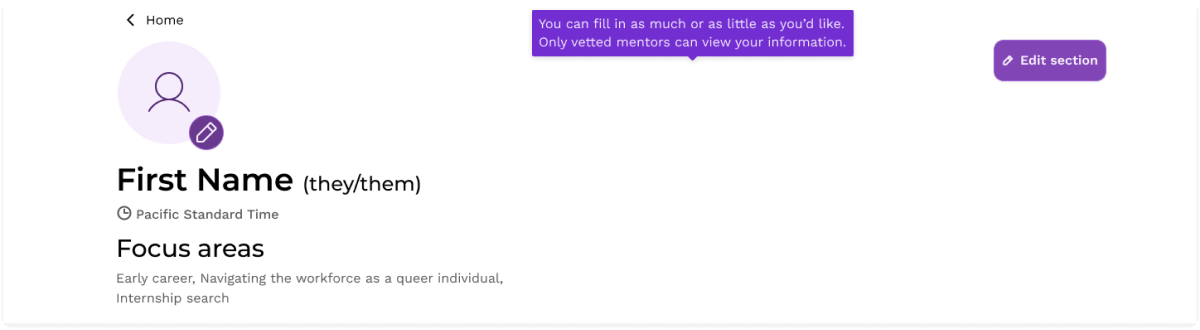 Home
You can fill in as much or as little as you’d like.
Only vetted mentors can view your information.
Edit section
First Name (they/them)
Pacific Standard Time
Focus areas
Early career, Navigating the workforce as a queer individual,
Internship search